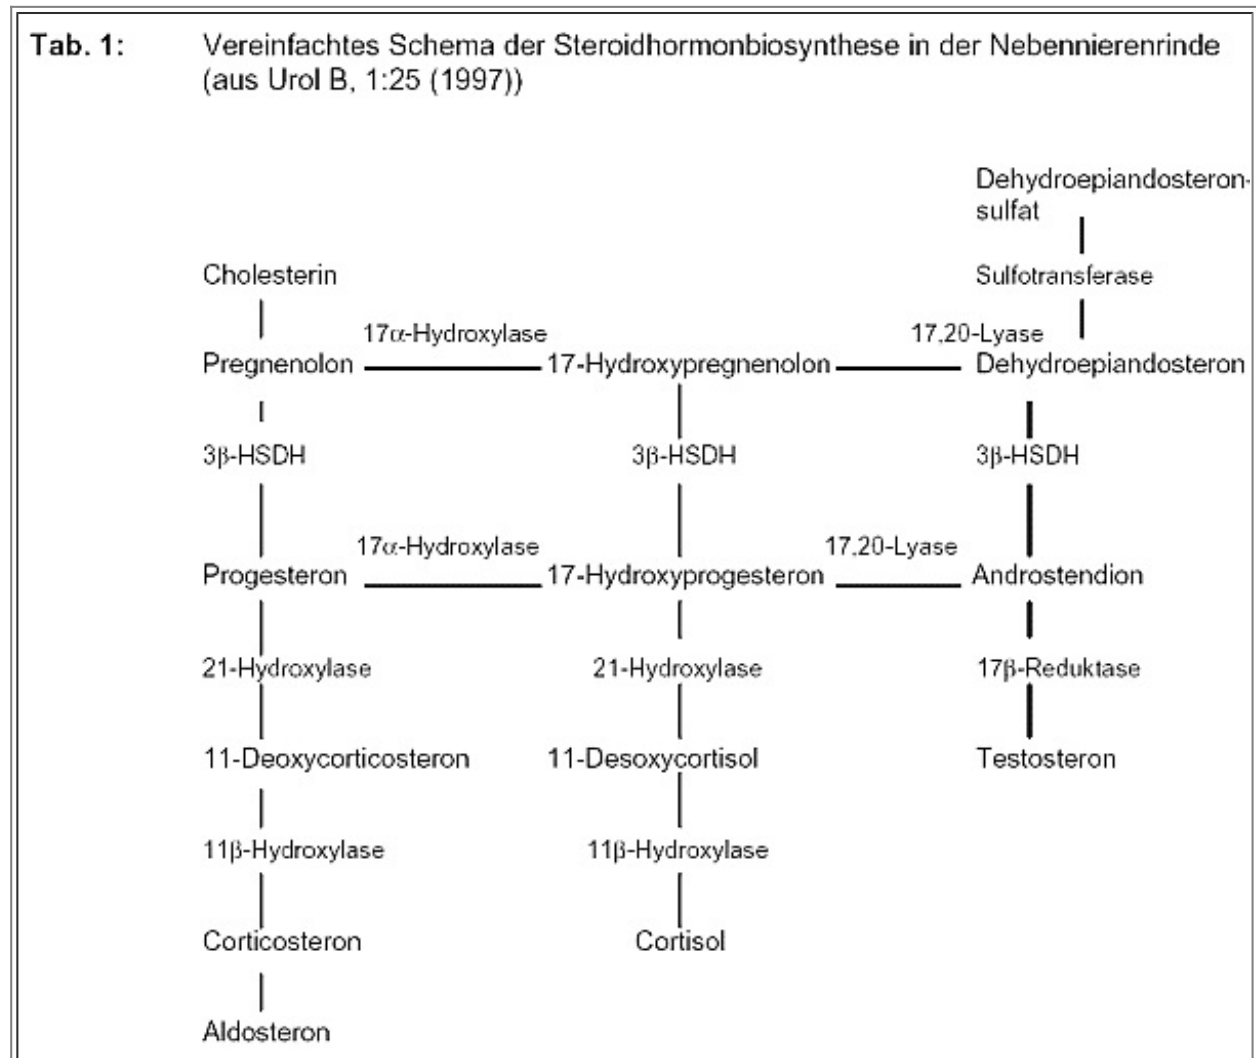 Tab. 1: Vereinfachtes Schema der Steroidhormonbiosynthese in der Nebennierenrinde
(aus Urol B, 1:25 (1997))
Dehydroepiandosteron-
sulfat
Cholesterin Sulfotransferase
17α-Hydroxylase 17,20-Lyase
Pregnenolon 17-Hydroxypregnenolon Dehydroepiandosteron
3β-HSDH 3β-HSDH 3β-HSDH
17α-Hydroxylase 17,20-Lyase
Progesteron 17-Hydroxyprogesteron Androstendion
21-Hydroxylase 21-Hydroxylase 17β-Reduktase
11-Deoxycorticosteron 11-Desoxycortisol Testosteron
11β-Hydroxylase 11β-Hydroxylase
Corticosteron Cortisol
Aldosteron